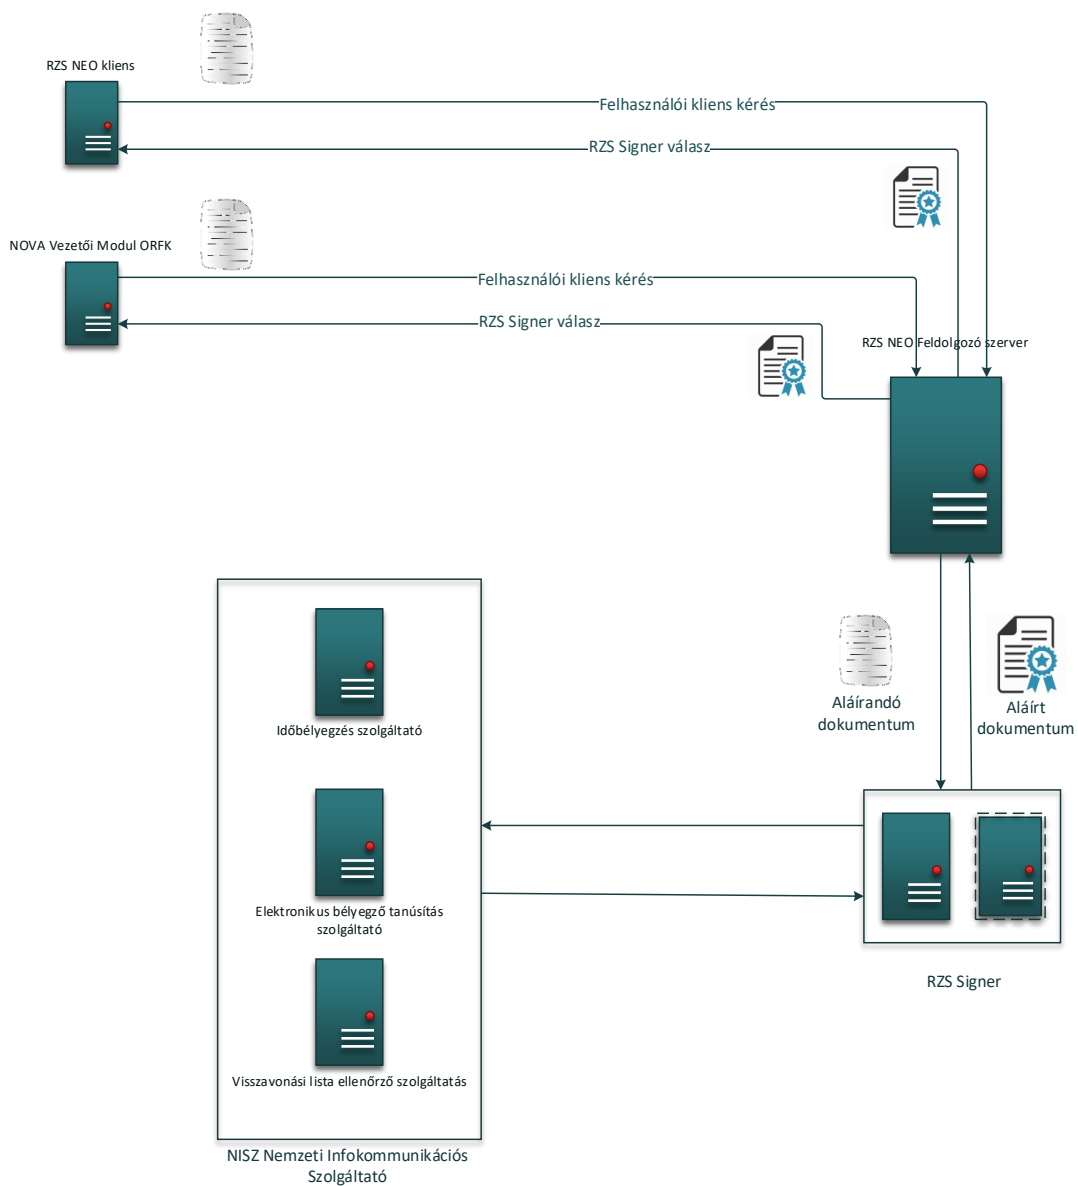 RZS NEO kliens
Felhasználói kliens kérés
RZS Signer válasz
NOVA Vezetői Modul ORFK
Felhasználói kliens kérés
RZS Signer válasz
RZS NEO Feldolgozó szerver
Aláírandó
dokumentum
Aláírt
dokumentum
Időbélyegzés szolgáltató
Elektronikus bélyegző tanúsítás
szolgáltató
RZS Signer
Visszavonási lista ellenőrző szolgáltatás
NISZ Nemzeti Infokommunikációs
Szolgáltató